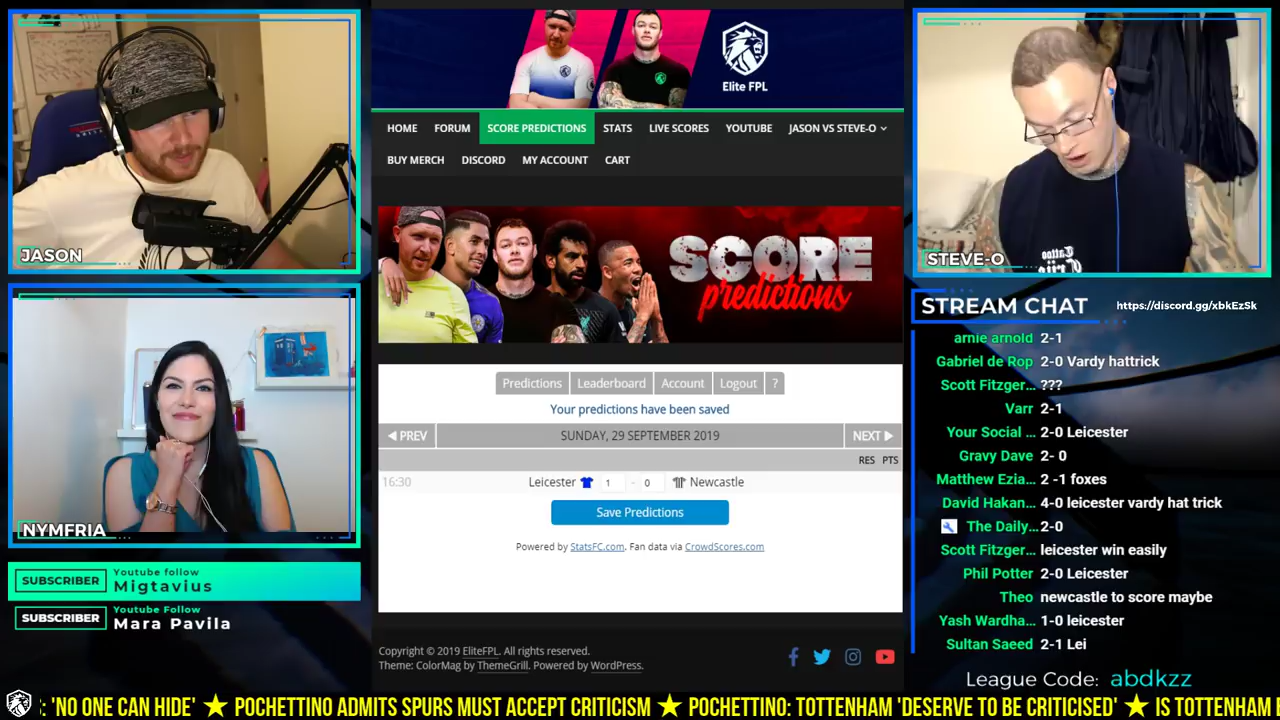 JASON
NYMFRIA
SUBSCRIBER
Youtube follow
Migtavius
SUBSCRIBER
Youtube Follow
Mara Pavila
Elite FPL
HOME FORUM SCORE PREDICTIONS STATS LIVE SCORES YOUTUBE JASON VS STEVE-O
BUY MERCH DISCORD MY ACCOUNT CART
SCORE
predictions
Predictions Leaderboard Account Logout ?
Your predictions have been saved
PREV SUNDAY, 29 SEPTEMBER 2019 NEXT
RES PTS
16:30 Leicester 1 - 0 Newcastle
Save Predictions
Powered by StatsFC.com. Fan data via CrowdScores.com
Copyright © 2019 EliteFPL. All rights reserved.
Theme: ColorMag by ThemeGrill. Powered by WordPress.
STEVE-O
STREAM CHAT https://discord.gg/xbkEzSk
arnie arnold 2-1
Gabriel de Rop 2-0 Vardy hattrick
Scott Fitzger... ???
Varr 2-1
Your Social ... 2-0 Leicester
Gravy Dave 2- 0
Matthew Ezia... 2 -1 foxes
David Hakan... 4-0 leicester vardy hat trick
The Daily... 2-0
Scott Fitzger... leicester win easily
Phil Potter 2-0 Leicester
Theo newcastle to score maybe
Yash Wardha... 1-0 leicester
Sultan Saeed 2-1 Lei
League Code: abdkzz
: 'NO ONE CAN HIDE' ★ POCHETTINO ADMITS SPURS MUST ACCEPT CRITICISM ★ POCHETTINO: TOTTENHAM 'DESERVE TO BE CRITICISED' ★ IS TOTTENHAM